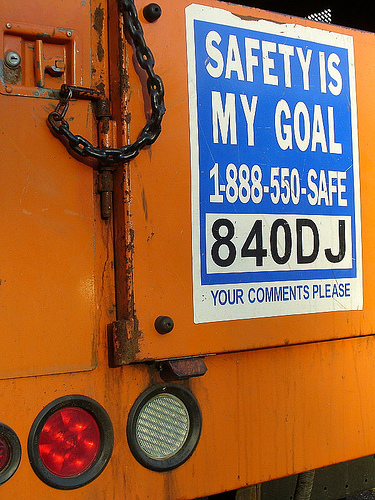 SAFETY IS
MY GOAL
1-888-550-SAFE
840DJ
YOUR COMMENTS PLEASE